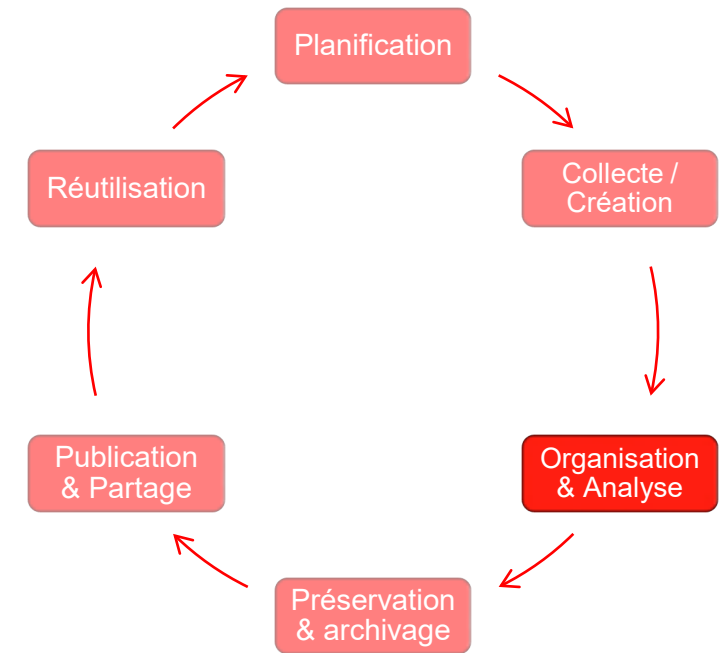 Planification
Collecte /
Création
Organisation
& Analyse
Préservation
& archivage
Publication
& Partage
Réutilisation